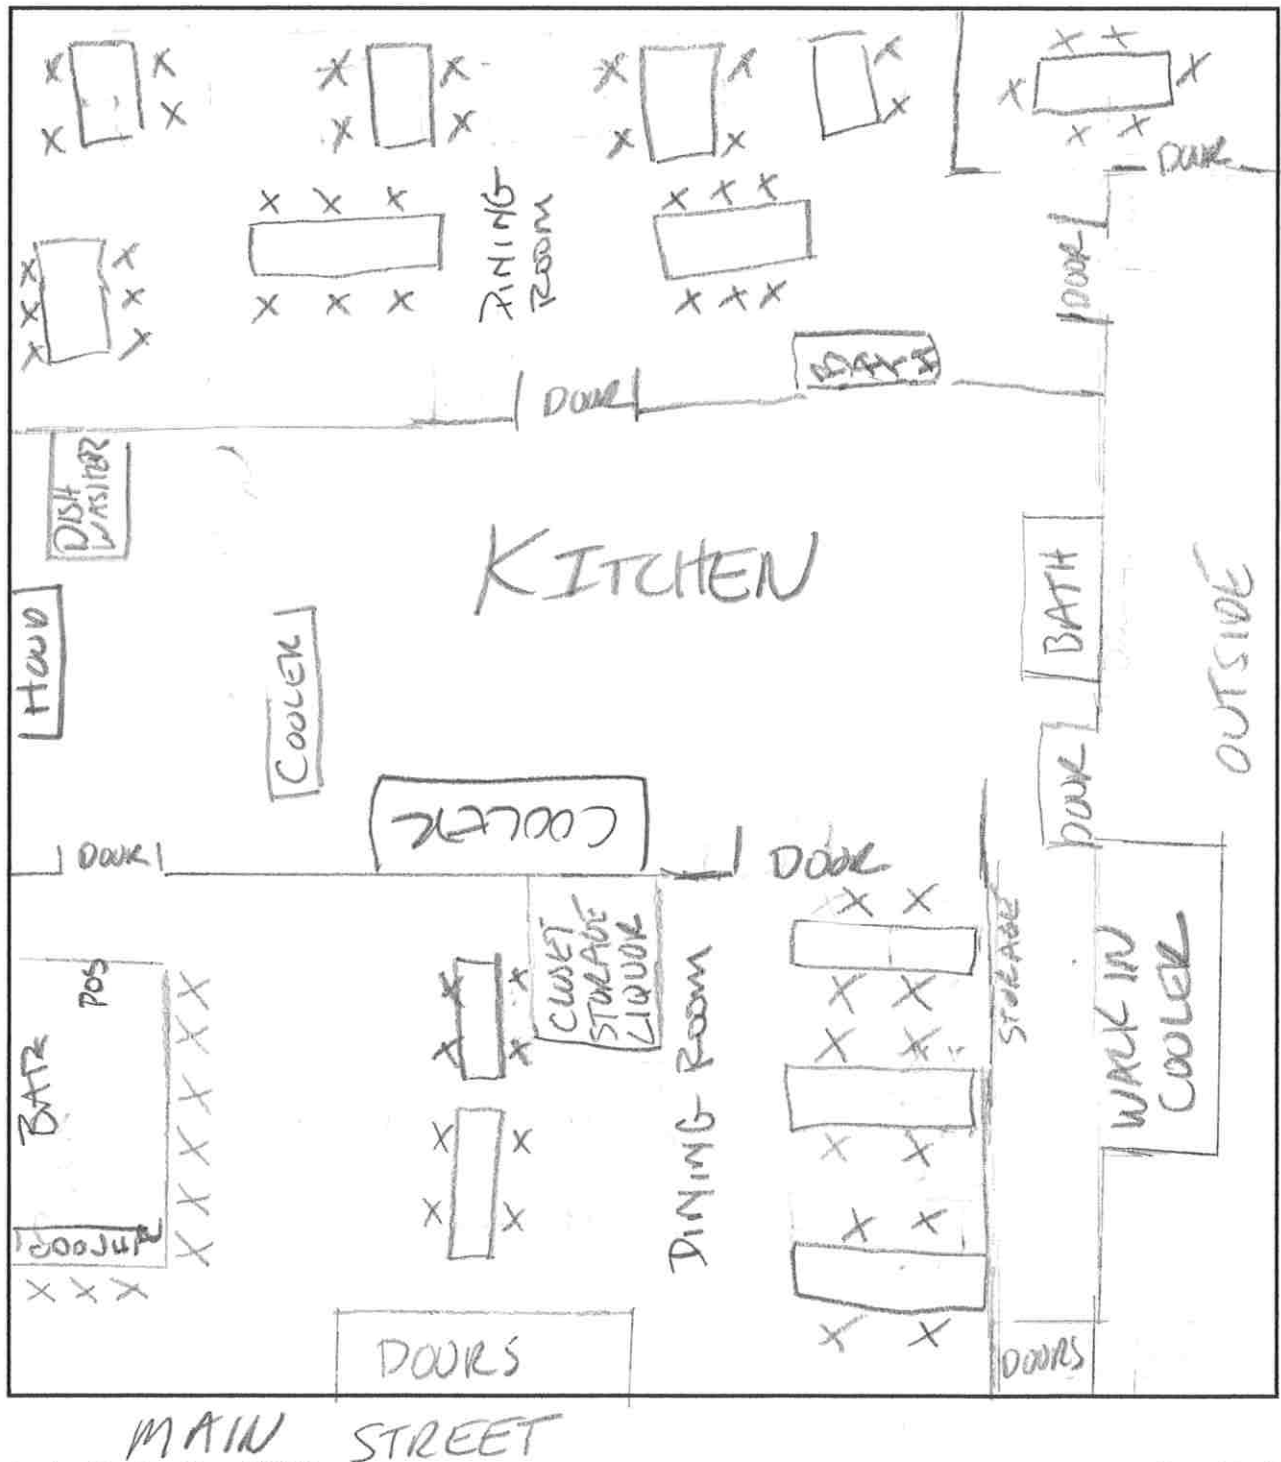 DOOR
DOOR
DINING
ROOM
BATH
DOOR
DISH
WASHER
KITCHEN
BATH
OUTSIDE
HOOD
COOLER
DOOR
COOLER
DOOR
DOOR
STORAGE
CLOSET
STORAGE
LIQUOR
WALK IN
COOLER
POS
BAR
DINING ROOM
DOORS
DOORS
MAIN STREET